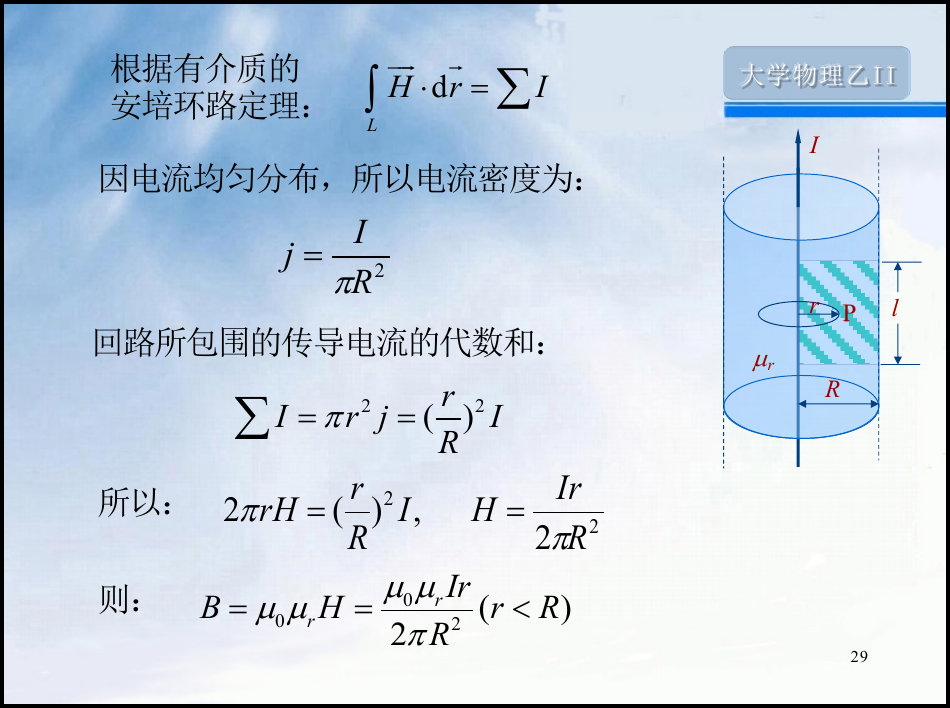 大学物理乙II
根据有介质的
安培环路定理：
∫_L H⃗ · dr⃗ = ∑ I
因电流均匀分布，所以电流密度为：
j = I / πR²
回路所包围的传导电流的代数和：
∑ I = π r² j = (r/R)² I
所以： 2πrH = (r/R)² I , H = Ir / 2πR²
则： B = μ₀μᵣH = μ₀μᵣIr / 2πR² (r < R)
I
r P l
μᵣ
R
29